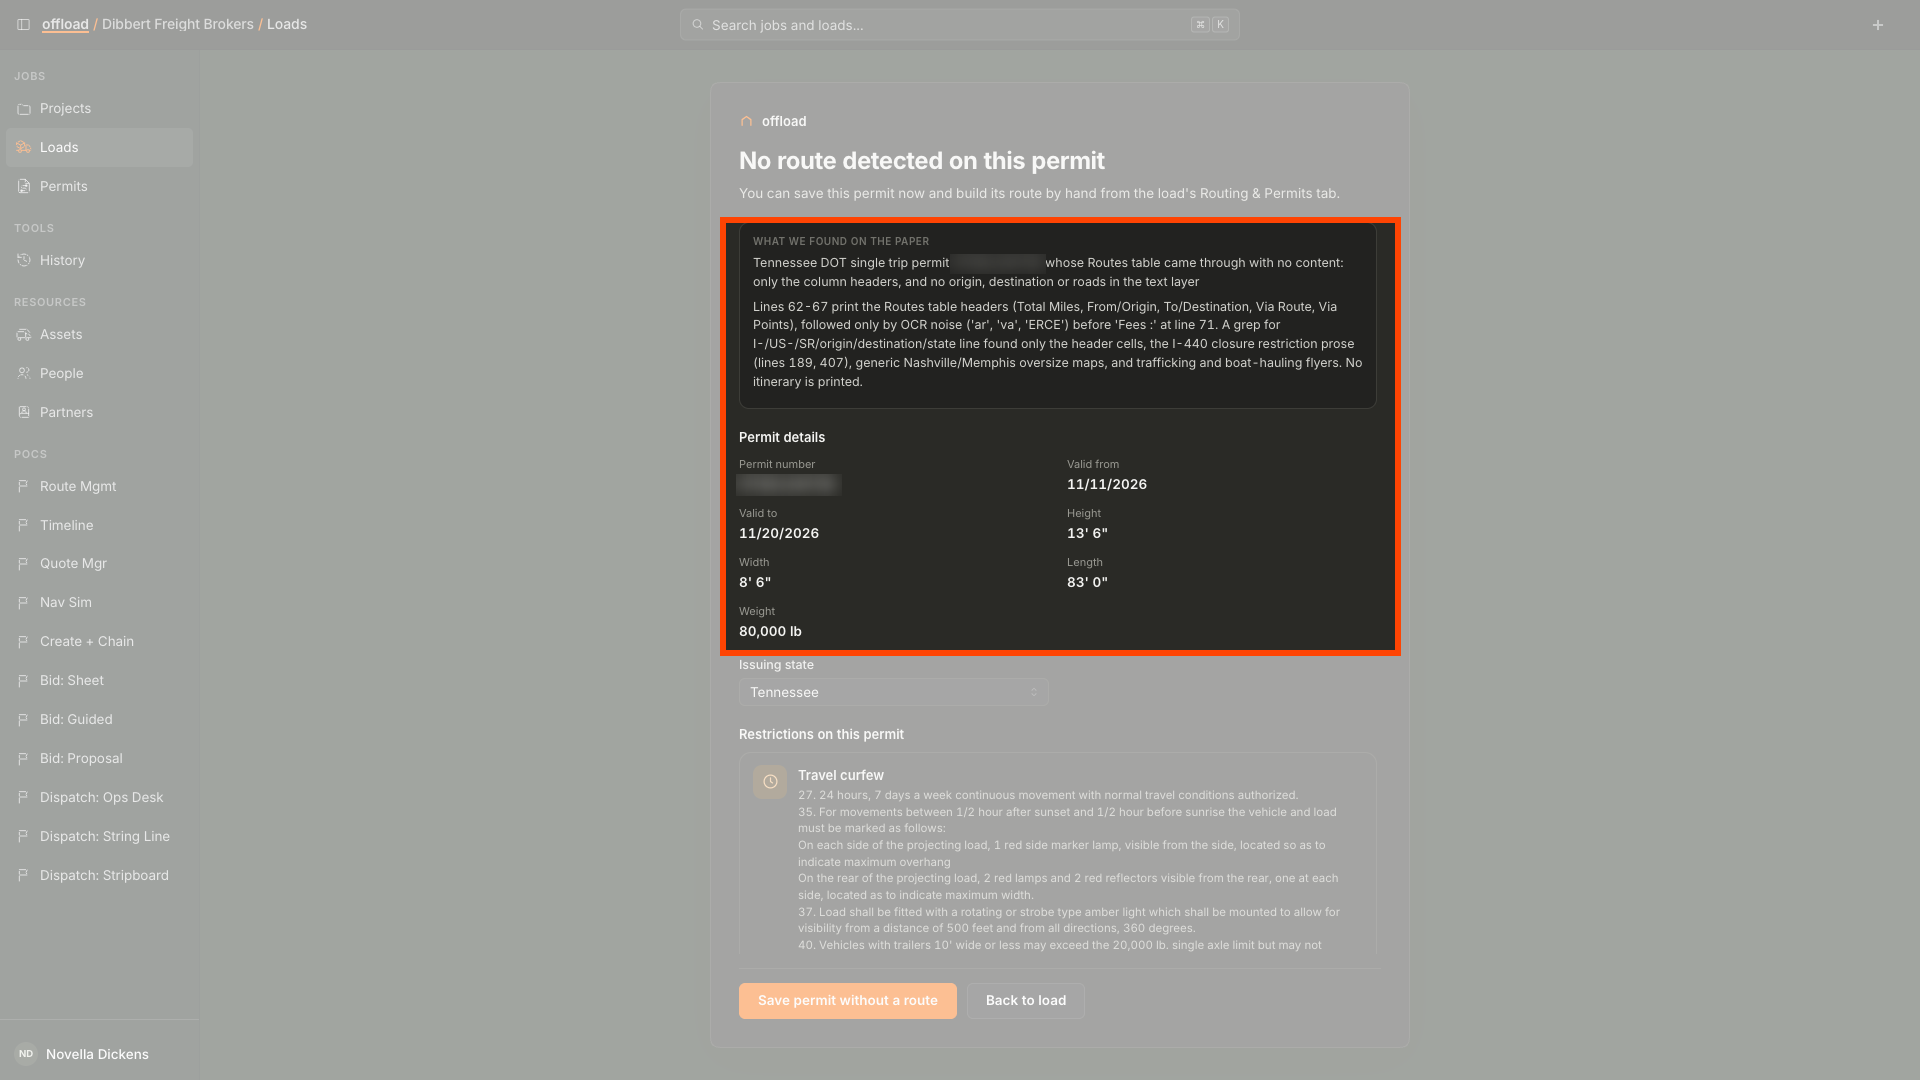 offload / Dibbert Freight Brokers / Loads
Search jobs and loads...
⌘ K
+
JOBS
Projects
Loads
Permits
TOOLS
History
RESOURCES
Assets
People
Partners
POCS
Route Mgmt
Timeline
Quote Mgr
Nav Sim
Create + Chain
Bid: Sheet
Bid: Guided
Bid: Proposal
Dispatch: Ops Desk
Dispatch: String Line
Dispatch: Stripboard
ND Novella Dickens
offload
No route detected on this permit
You can save this permit now and build its route by hand from the load's Routing & Permits tab.
WHAT WE FOUND ON THE PAPER
Tennessee DOT single trip permit whose Routes table came through with no content:
only the column headers, and no origin, destination or roads in the text layer
Lines 62-67 print the Routes table headers (Total Miles, From/Origin, To/Destination, Via Route, Via
Points), followed only by OCR noise ('ar', 'va', 'ERCE') before 'Fees :' at line 71. A grep for
I-/US-/SR/origin/destination/state line found only the header cells, the I-440 closure restriction prose
(lines 189, 407), generic Nashville/Memphis oversize maps, and trafficking and boat-hauling flyers. No
itinerary is printed.
Permit details
Permit number
Valid from
11/11/2026
Valid to
11/20/2026
Height
13' 6"
Width
8' 6"
Length
83' 0"
Weight
80,000 lb
Issuing state
Tennessee
Restrictions on this permit
Travel curfew
27. 24 hours, 7 days a week continuous movement with normal travel conditions authorized.
35. For movements between 1/2 hour after sunset and 1/2 hour before sunrise the vehicle and load
must be marked as follows:
On each side of the projecting load, 1 red side marker lamp, visible from the side, located so as to
indicate maximum overhang
On the rear of the projecting load, 2 red lamps and 2 red reflectors visible from the rear, one at each
side, located as to indicate maximum width.
37. Load shall be fitted with a rotating or strobe type amber light which shall be mounted to allow for
visibility from a distance of 500 feet and from all directions, 360 degrees.
40. Vehicles with trailers 10' wide or less may exceed the 20,000 lb. single axle limit but may not
Save permit without a route
Back to load